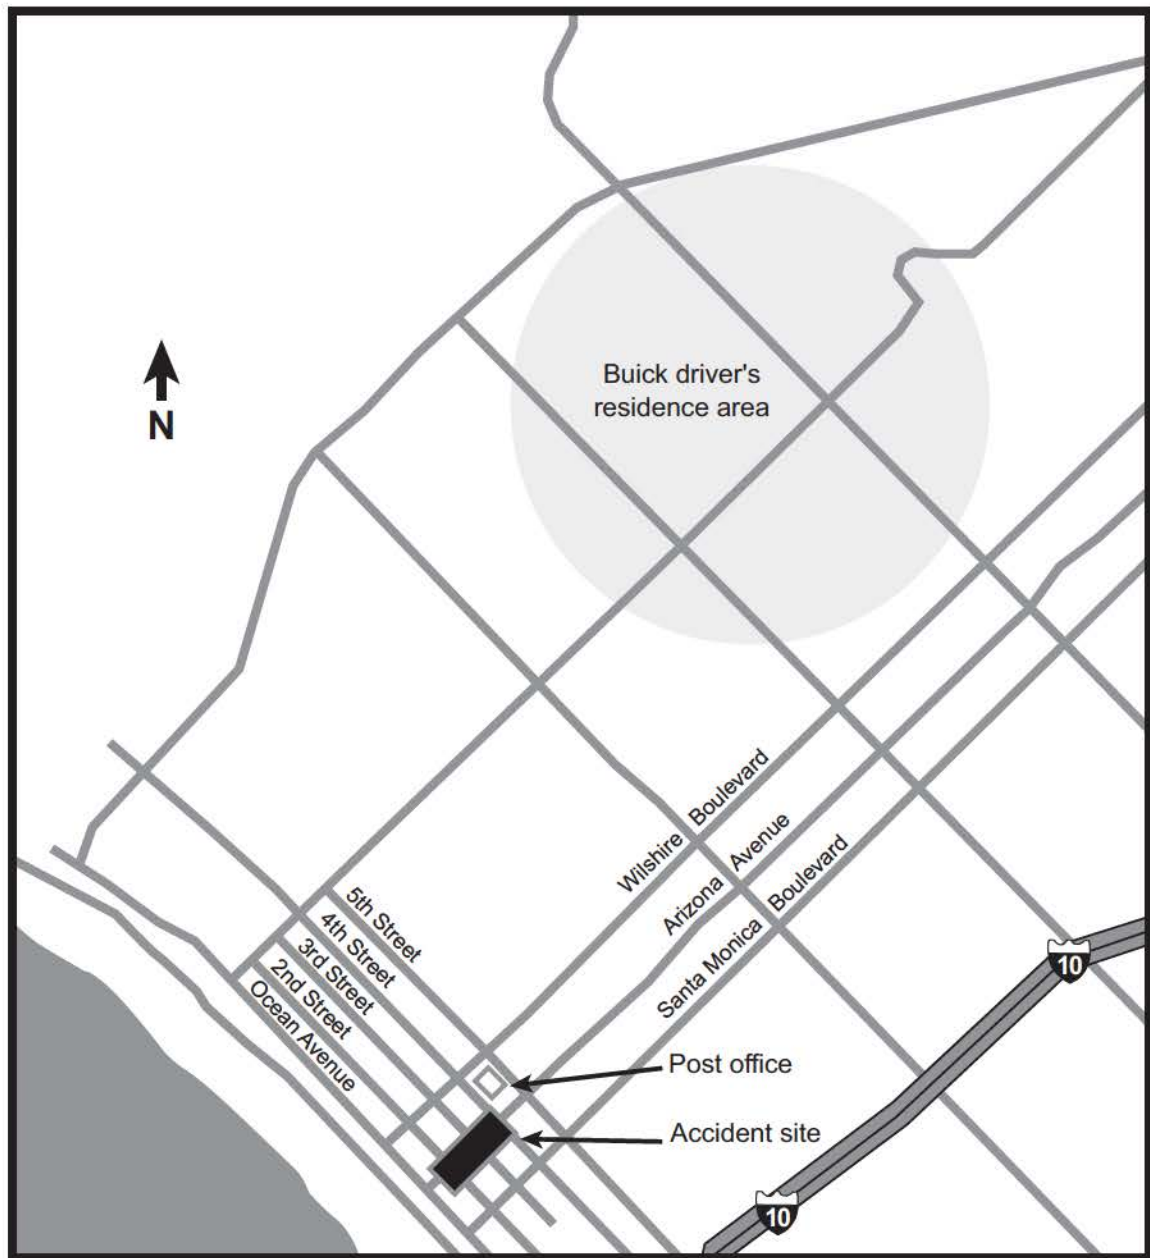 Buick driver's
residence area
N
Wilshire Boulevard
Arizona Avenue
Santa Monica Boulevard
5th Street
4th Street
3rd Street
2nd Street
Ocean Avenue
10
Post office
Accident site
10